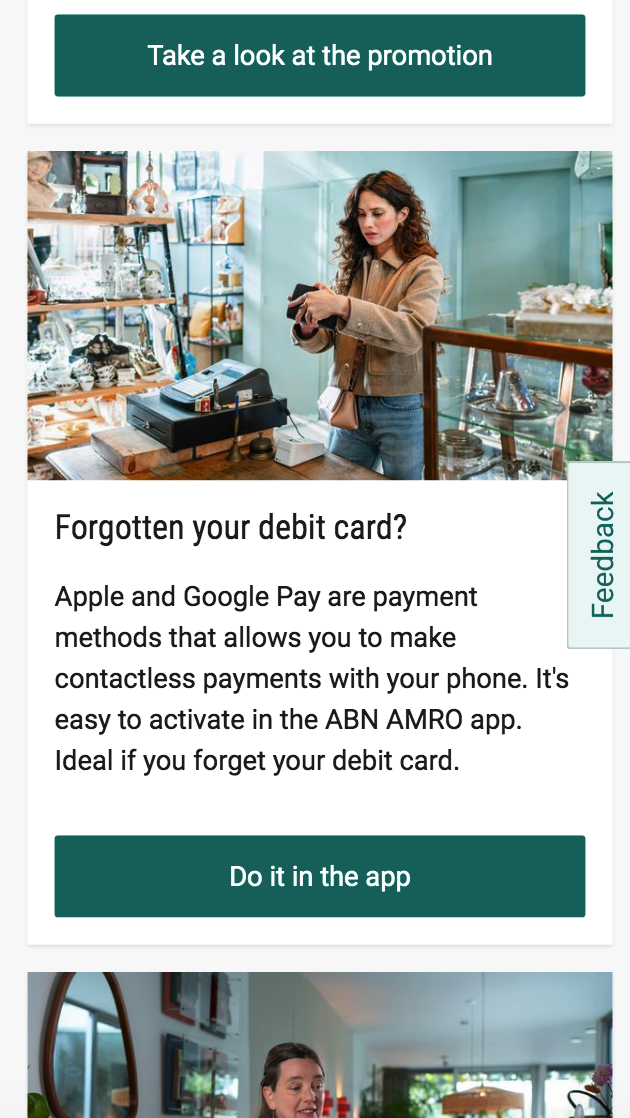 Take a look at the promotion
Forgotten your debit card?
Feedback
Apple and Google Pay are payment
methods that allows you to make
contactless payments with your phone. It's
easy to activate in the ABN AMRO app.
Ideal if you forget your debit card.
Do it in the app